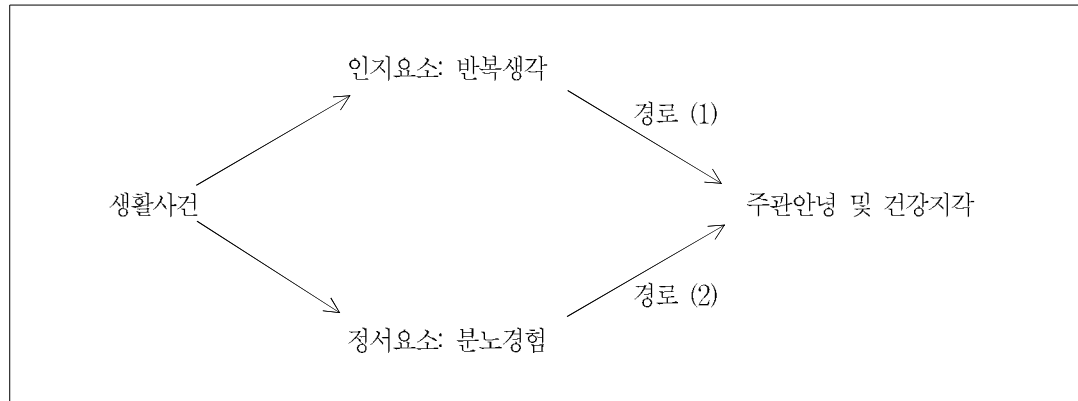 인지요소: 반복생각
경로 (1)
생활사건
주관안녕 및 건강지각
경로 (2)
정서요소: 분노경험